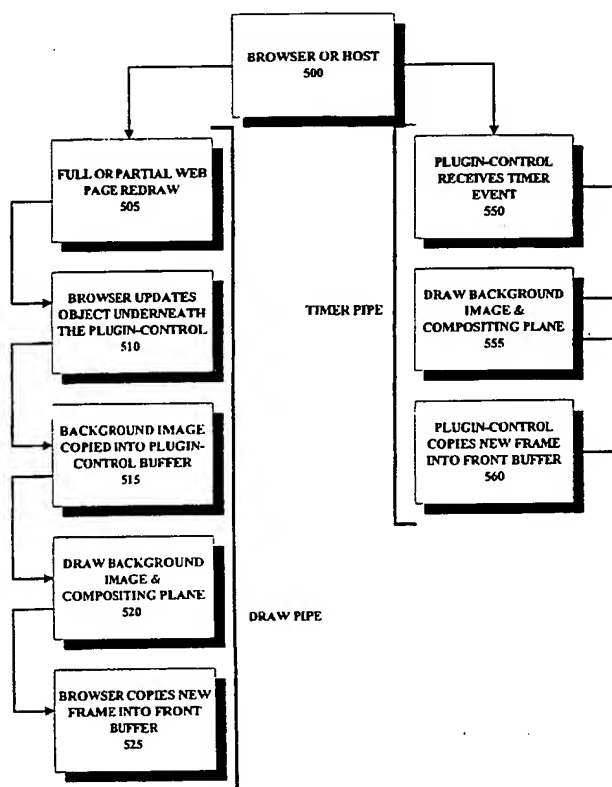 BROWSER OR HOST
500
FULL OR PARTIAL WEB
PAGE REDRAW
505
BROWSER UPDATES
OBJECT UNDERNEATH
THE PLUGIN-CONTROL
510
BACKGROUND IMAGE
COPIED INTO PLUGIN-
CONTROL BUFFER
515
DRAW BACKGROUND
IMAGE &
COMPOSITING PLANE
520
BROWSER COPIES NEW
FRAME INTO FRONT
BUFFER
525
DRAW PIPE
TIMER PIPE
PLUGIN-CONTROL
RECEIVES TIMER
EVENT
550
DRAW BACKGROUND
IMAGE &
COMPOSITING PLANE
555
PLUGIN-CONTROL
COPIES NEW FRAME
INTO FRONT BUFFER
560